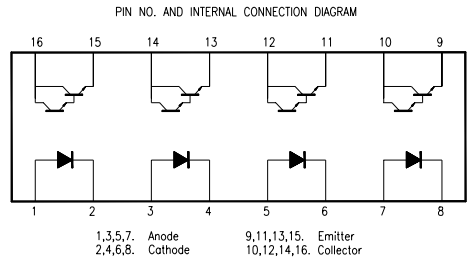 PIN NO. AND INTERNAL CONNECTION DIAGRAM
16 15 14 13 12 11 10 9
1 2 3 4 5 6 7 8
1,3,5,7. Anode 9,11,13,15. Emitter
2,4,6,8. Cathode 10,12,14,16. Collector